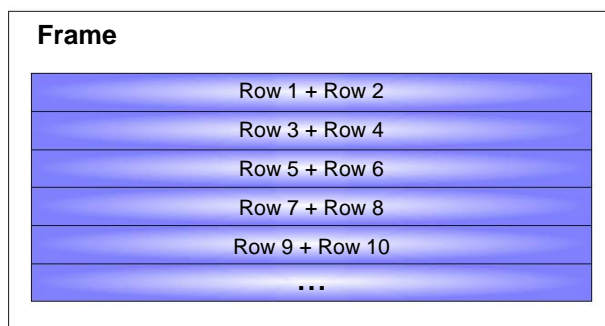 Frame
Row 1 + Row 2
Row 3 + Row 4
Row 5 + Row 6
Row 7 + Row 8
Row 9 + Row 10
...